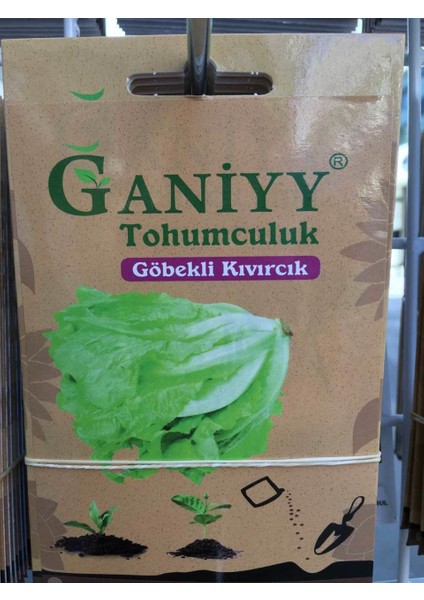 ĞANİYY®
Tohumculuk
Göbekli Kıvırcık